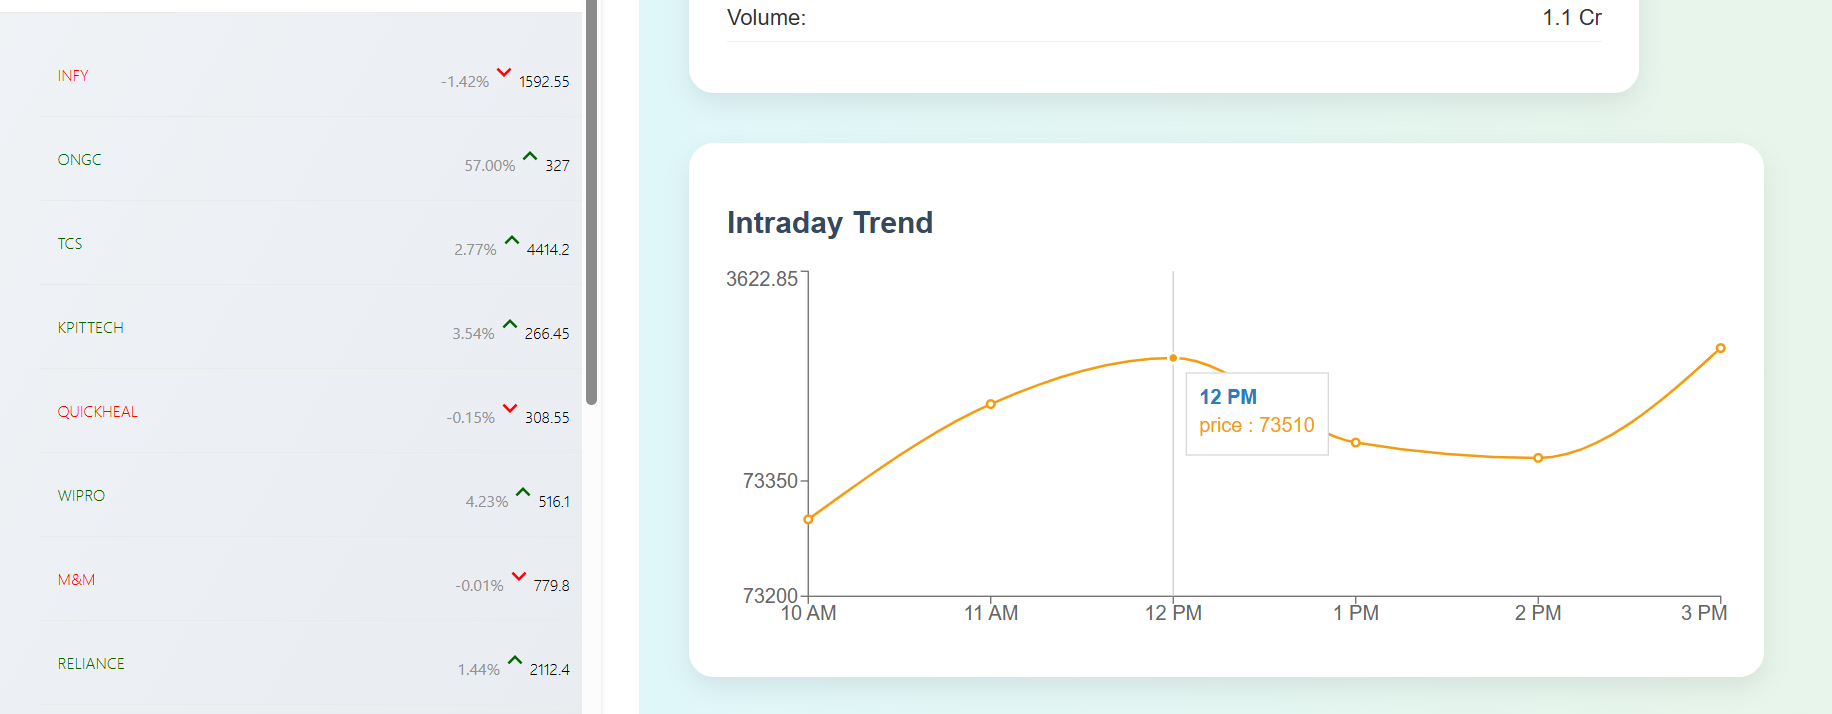 INFY
-1.42% 1592.55
ONGC
57.00% 327
TCS
2.77% 4414.2
KPITTECH
3.54% 266.45
QUICKHEAL
-0.15% 308.55
WIPRO
4.23% 516.1
M&M
-0.01% 779.8
RELIANCE
1.44% 2112.4
Volume: 1.1 Cr
Intraday Trend
3622.85
12 PM
price : 73510
73350
73200
10 AM 11 AM 12 PM 1 PM 2 PM 3 PM